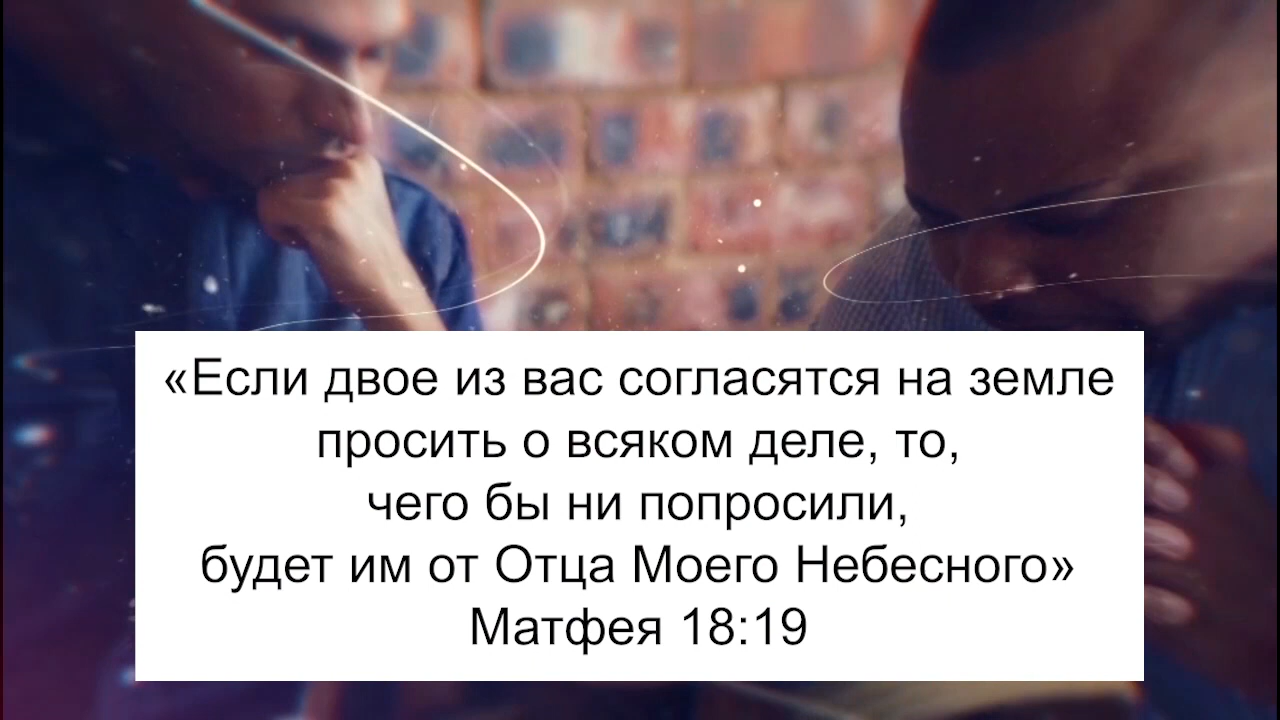 «Если двое из вас согласятся на земле
просить о всяком деле, то,
чего бы ни попросили,
будет им от Отца Моего Небесного»
Матфея 18:19